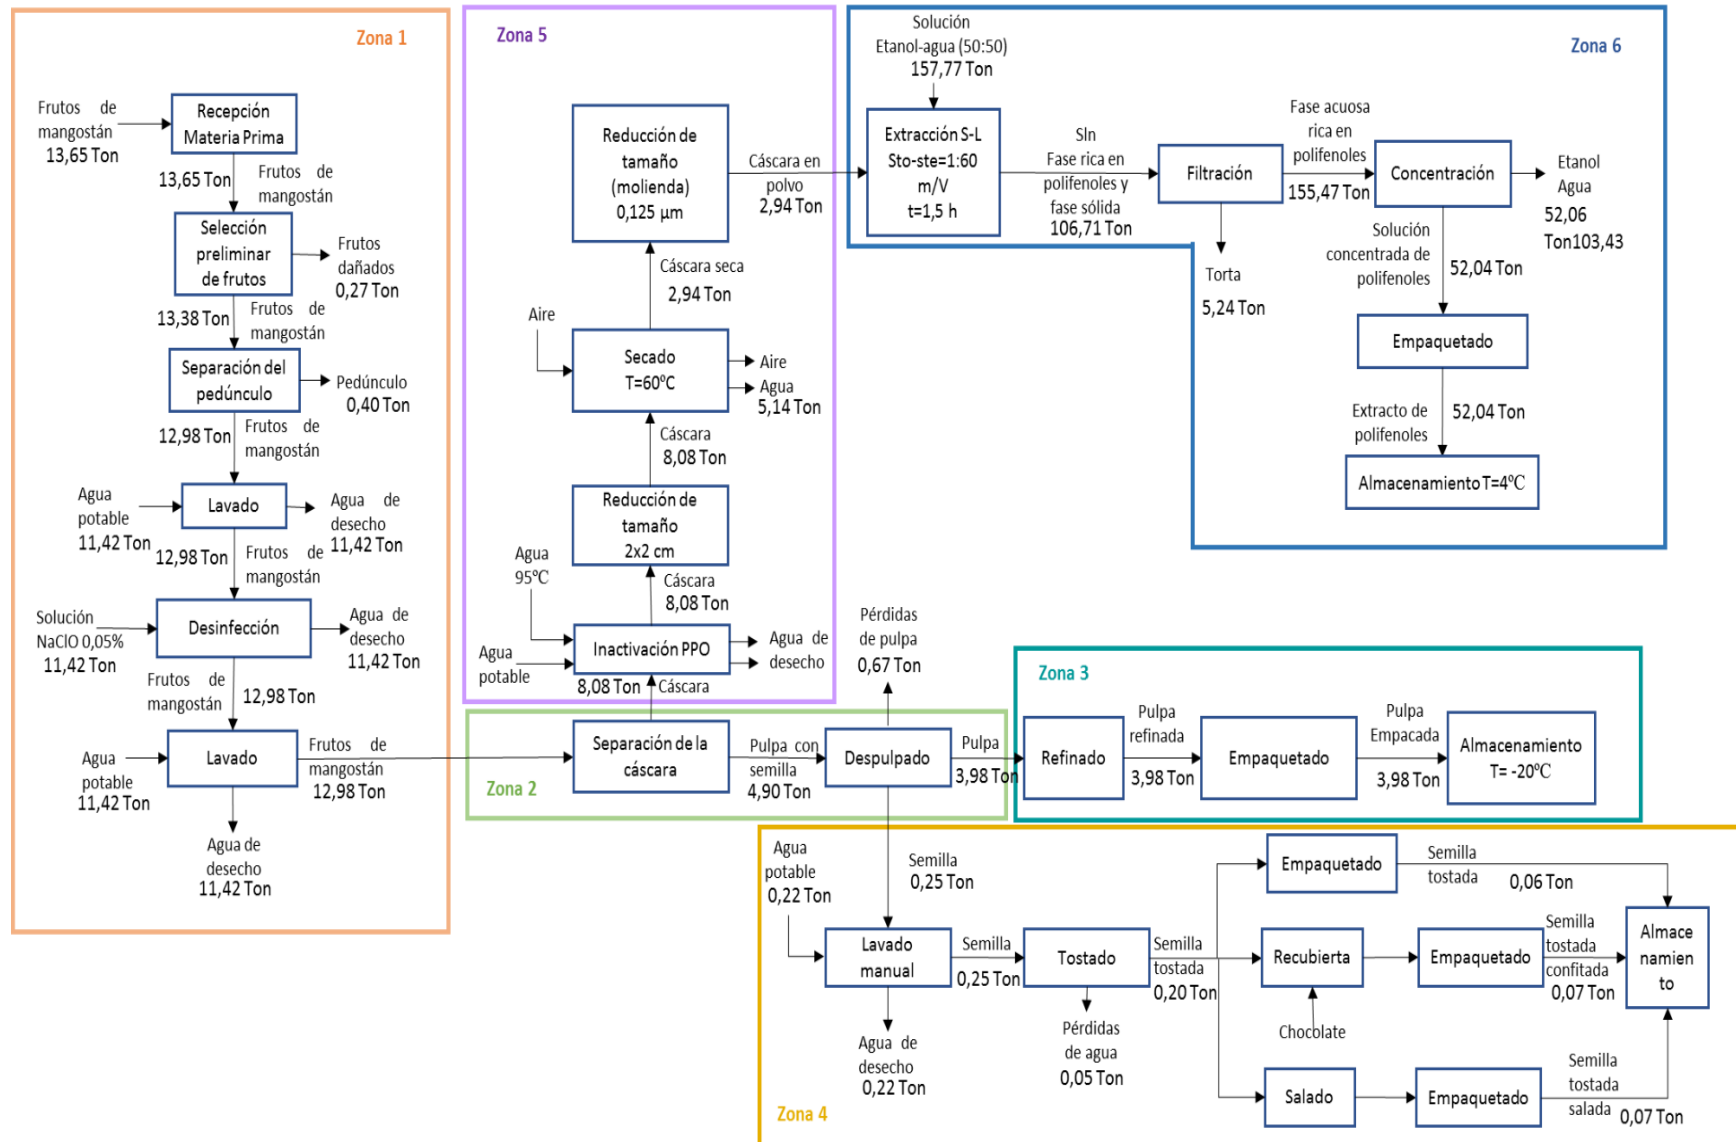 Zona 1
Frutos de
mangostán
13,65 Ton
Recepción
Materia Prima
13,65 Ton
Frutos de
mangostán
Selección
preliminar
de frutos
Frutos
dañados
0,27 Ton
13,38 Ton
Frutos de
mangostán
Separación del
pedúnculo
Pedúnculo
0,40 Ton
12,98 Ton
Frutos de
mangostán
Agua
potable
11,42 Ton
Lavado
Agua de
desecho
11,42 Ton
12,98 Ton
Frutos de
mangostán
Solución
NaClO 0,05%
11,42 Ton
Desinfección
Agua de
desecho
11,42 Ton
Frutos de
mangostán
12,98 Ton
Agua
potable
11,42 Ton
Lavado
Frutos de
mangostán
12,98 Ton
Agua de
desecho
11,42 Ton
Zona 5
Reducción de
tamaño
(molienda)
0,125 µm
Cáscara en
polvo
2,94 Ton
Cáscara seca
2,94 Ton
Aire
Secado
T=60ºC
Aire
Agua
5,14 Ton
Cáscara
8,08 Ton
Reducción de
tamaño
2x2 cm
Agua
95ºC
Cáscara
8,08 Ton
Agua
potable
Inactivación PPO
Agua de
desecho
8,08 Ton
Cáscara
Zona 2
Separación de la
cáscara
Pulpa con
semilla
4,90 Ton
Pérdidas
de pulpa
0,67 Ton
Despulpado
Pulpa
3,98 Ton
Zona 6
Solución
Etanol-agua (50:50)
157,77 Ton
Extracción S-L
Sto-ste=1:60
m/V
t=1,5 h
Sln
Fase rica en
polifenoles y
fase sólida
106,71 Ton
Filtración
Torta
5,24 Ton
Fase acuosa
rica en
polifenoles
155,47 Ton
Concentración
Etanol
Agua
52,06
Ton103,43
Solución
concentrada de
polifenoles
52,04 Ton
Empaquetado
Extracto de
polifenoles
52,04 Ton
Almacenamiento T=4ºC
Zona 3
Refinado
Pulpa
refinada
3,98 Ton
Empaquetado
Pulpa
Empacada
3,98 Ton
Almacenamiento
T= -20ºC
Zona 4
Agua
potable
0,22 Ton
Semilla
0,25 Ton
Lavado
manual
Agua de
desecho
0,22 Ton
Semilla
0,25 Ton
Tostado
Pérdidas
de agua
0,05 Ton
Semilla
tostada
0,20 Ton
Empaquetado
Semilla
tostada
0,06 Ton
Recubierta
Chocolate
Empaquetado
Semilla
tostada
confitada
0,07 Ton
Salado
Empaquetado
Semilla
tostada
salada
0,07 Ton
Almace
namien
to